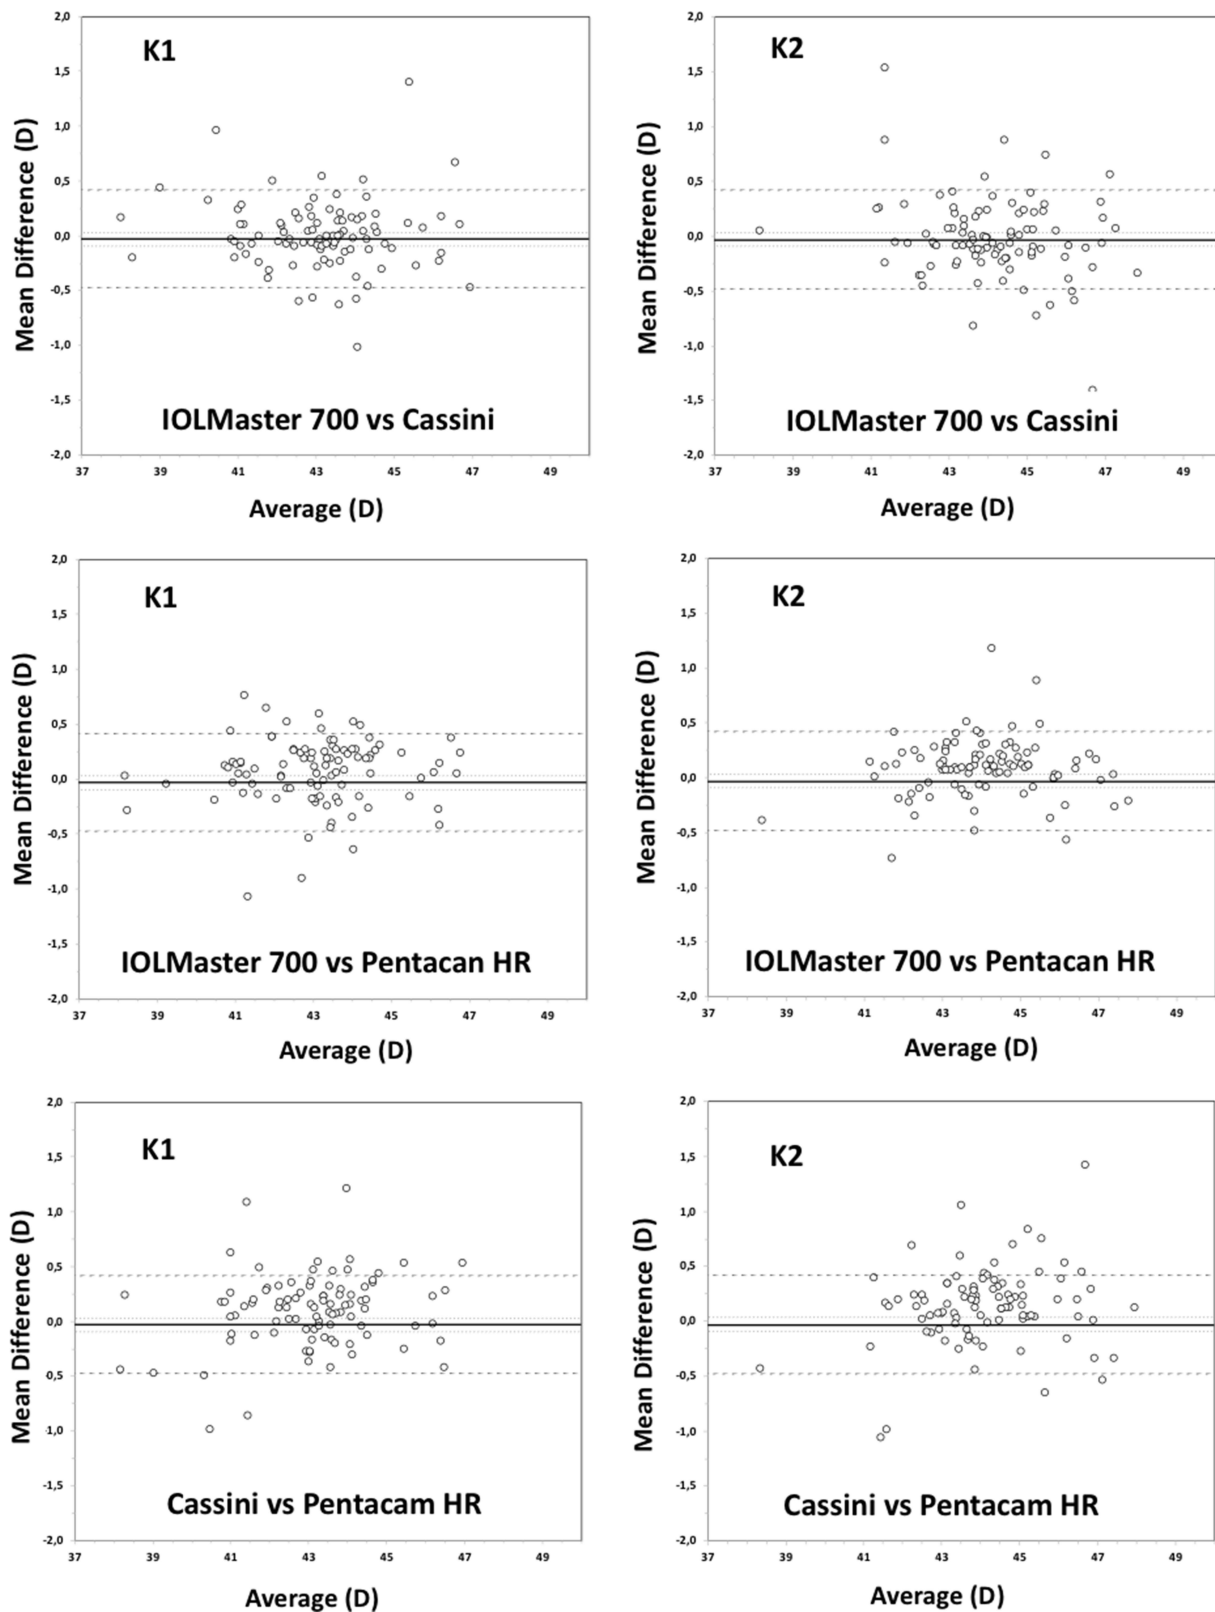 K1
Mean Difference (D)
2,0
1,5
1,0
0,5
0,0
-0,5
-1,0
-1,5
-2,0
IOLMaster 700 vs Cassini
37 39 41 43 45 47 49
Average (D)
K2
Mean Difference (D)
2,0
1,5
1,0
0,5
0,0
-0,5
-1,0
-1,5
-2,0
IOLMaster 700 vs Cassini
37 39 41 43 45 47 49
Average (D)
K1
Mean Difference (D)
2,0
1,5
1,0
0,5
0,0
-0,5
-1,0
-1,5
-2,0
IOLMaster 700 vs Pentacan HR
37 39 41 43 45 47 49
Average (D)
K2
Mean Difference (D)
2,0
1,5
1,0
0,5
0,0
-0,5
-1,0
-1,5
-2,0
IOLMaster 700 vs Pentacan HR
37 39 41 43 45 47 49
Average (D)
K1
Mean Difference (D)
2,0
1,5
1,0
0,5
0,0
0,5
-1,0
-1,5
-2,0
Cassini vs Pentacam HR
37 39 41 43 45 47 49
Average (D)
K2
Mean Difference (D)
2,0
1,5
1,0
0,5
0,0
-0,5
-1,0
-1,5
-2,0
Cassini vs Pentacam HR
37 39 41 43 45 47 49
Average (D)